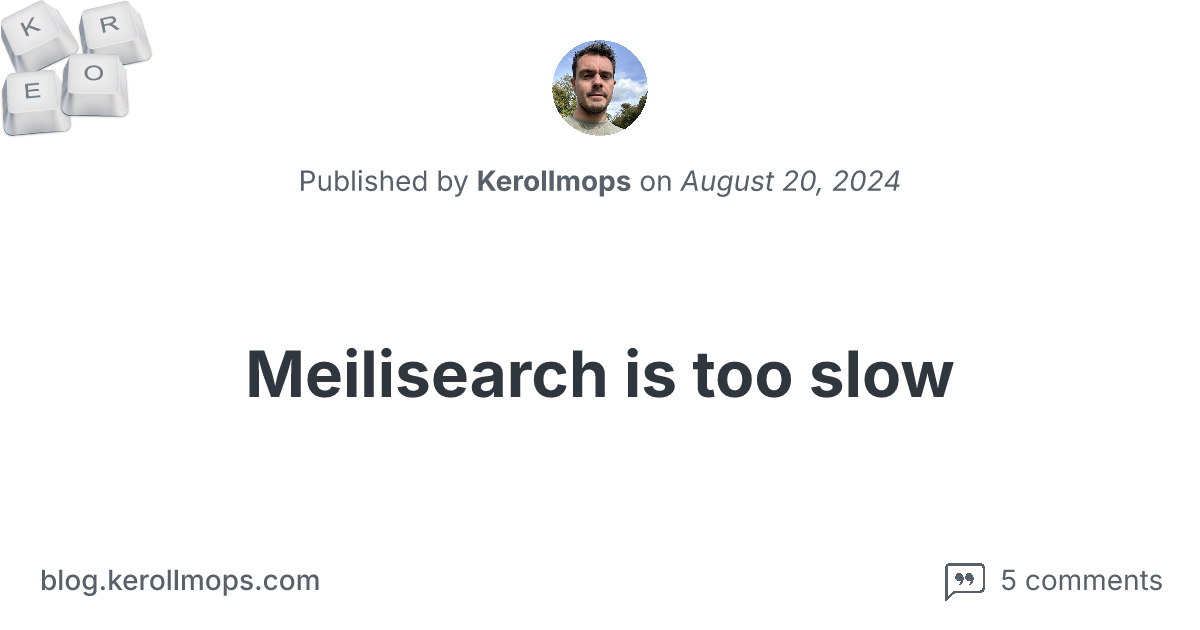 K R
E O
Published by Kerollmops on August 20, 2024
Meilisearch is too slow
blog.kerollmops.com
5 comments